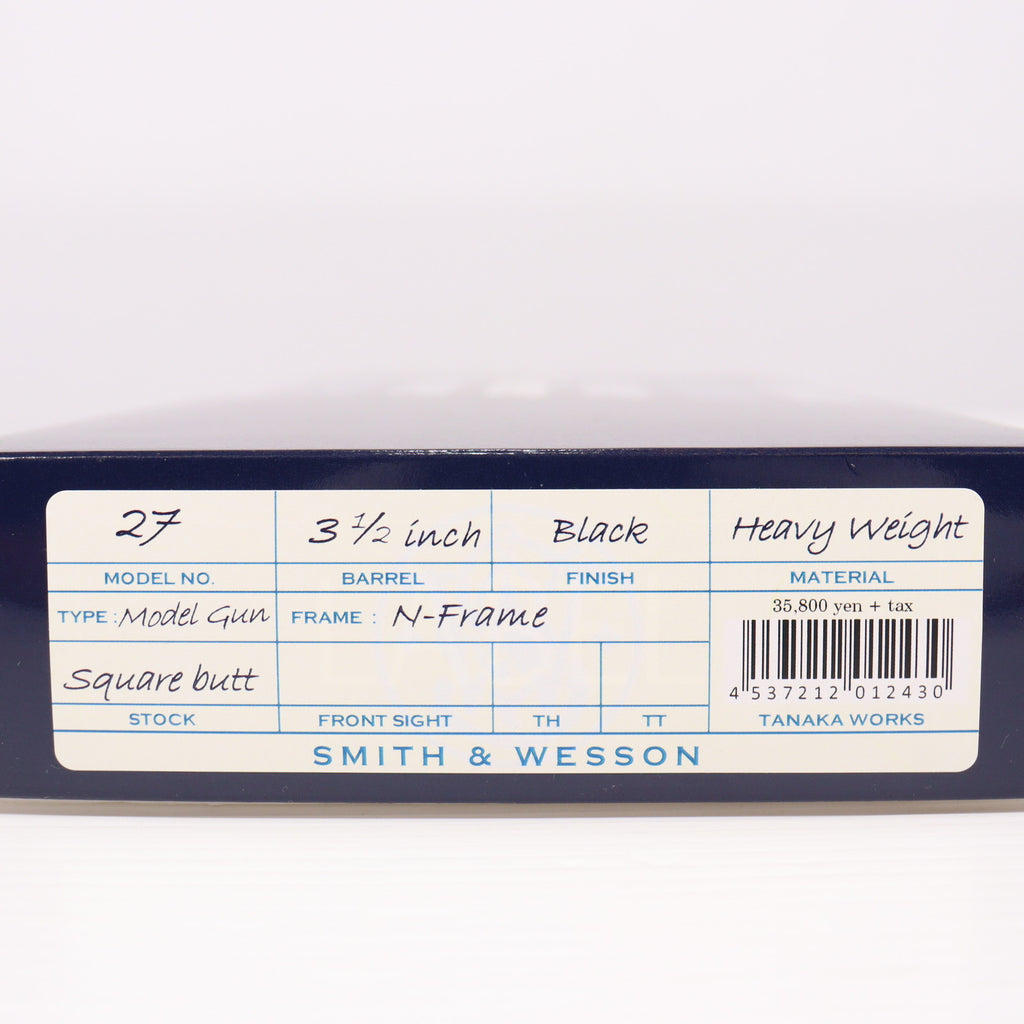 27 3 ½ inch Black Heavy Weight
MODEL NO. BARREL FINISH MATERIAL
TYPE : Model Gun FRAME : N-Frame 35,800 yen + tax
Square butt 4 537212 012430
STOCK FRONT SIGHT TH TT TANAKA WORKS
SMITH & WESSON